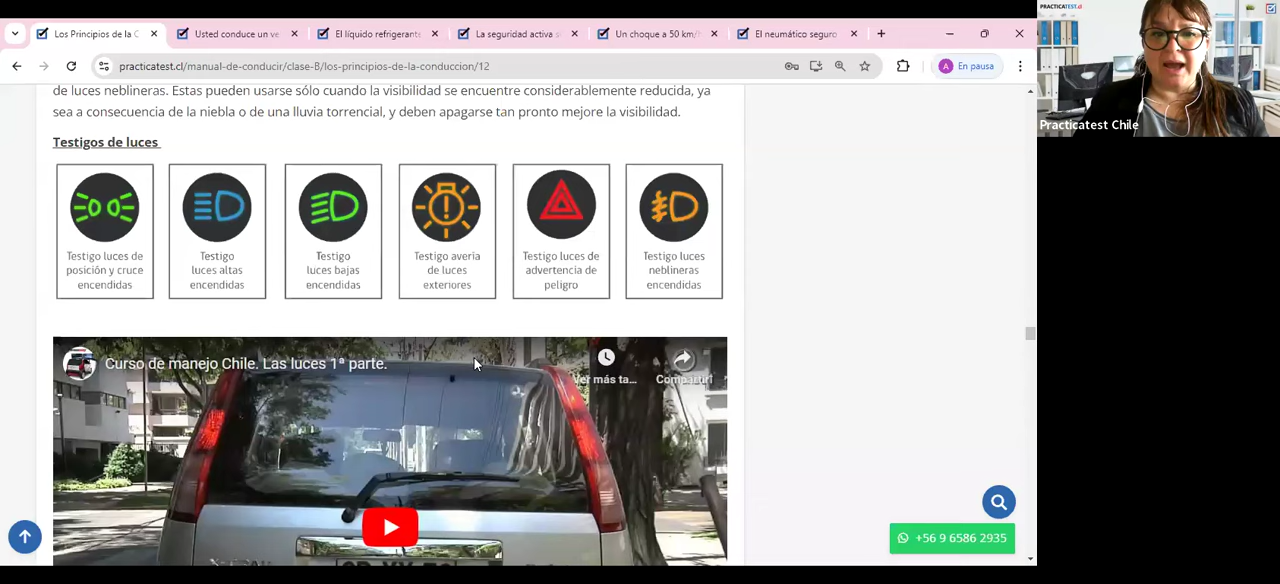 Los Principios de la C
Usted conduce un ve
El líquido refrigerante
La seguridad activa s
Un choque a 50 km/h
El neumático seguro
practicatest.cl/manual-de-conducir/clase-B/los-principios-de-la-conduccion/12
A En pausa
PRACTICATEST.cl
Practicatest Chile
de luces neblineras. Estas pueden usarse sólo cuando la visibilidad se encuentre considerablemente reducida, ya
sea a consecuencia de la niebla o de una lluvia torrencial, y deben apagarse tan pronto mejore la visibilidad.
Testigos de luces
Testigo luces de
posición y cruce
encendidas
Testigo
luces altas
encendidas
Testigo
luces bajas
encendidas
Testigo avería
de luces
exteriores
Testigo luces de
advertencia de
peligro
Testigo luces
neblineras
encendidas
Curso de manejo Chile. Las luces 1ª parte.
Ver más ta...
Compartir
+56 9 6586 2935